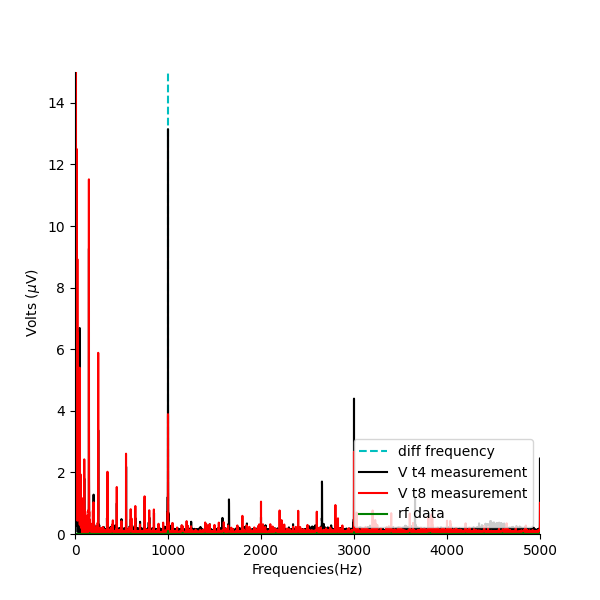 14
12
10
8
6
4
2
0
Volts (μV)
0 1000 2000 3000 4000 5000
Frequencies(Hz)
diff frequency
V t4 measurement
V t8 measurement
rf data